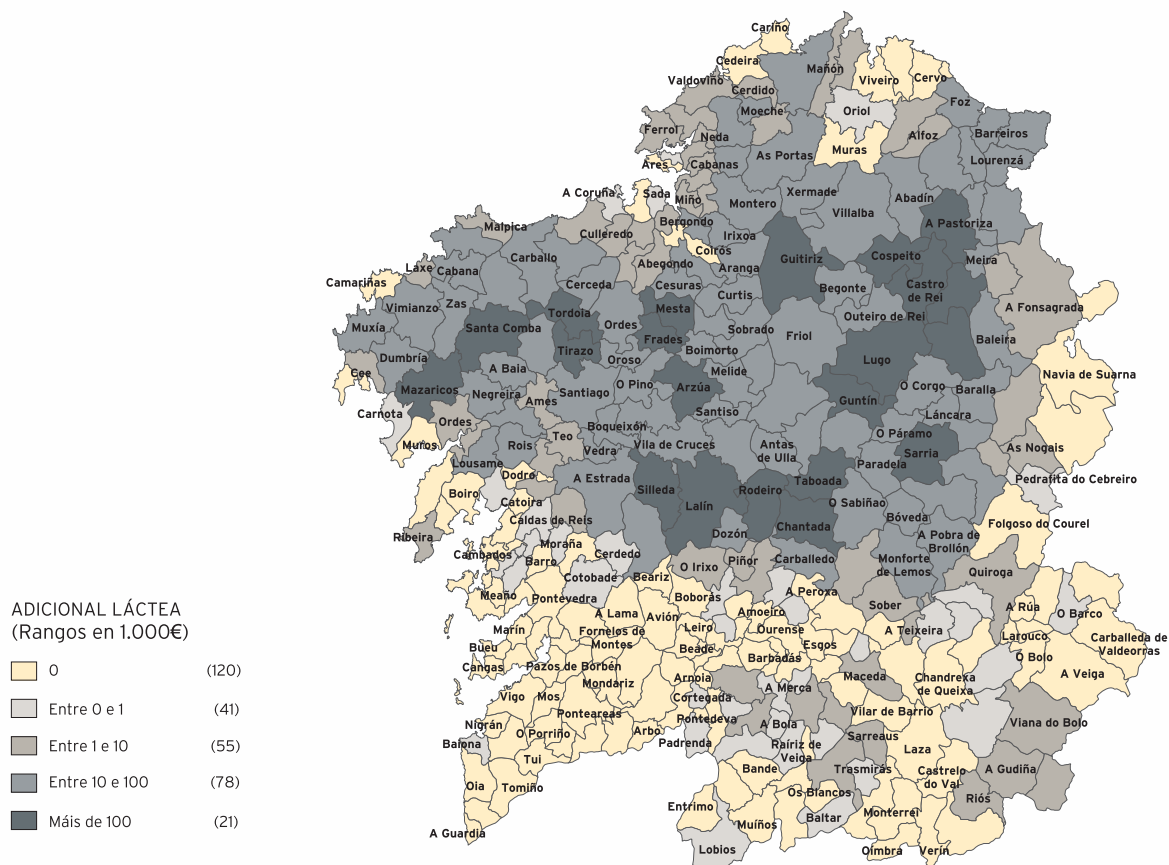 Cariño
Cedeira
Mañón
Valdoviño
Viveiro
Cervo
Cerdido
Foz
Moeche
Oriol
Ferrol
Neda
Alfoz
Barreiros
Muras
As Portas
Lourenzá
Ares
Cabanas
A Coruña
Sada
Miño
Xermade
Abadín
Montero
Villalba
Bergondo
A Pastoriza
Malpica
Culleredo
Irixoa
Coirós
Carballo
Guitiriz
Cospeito
Meira
Laxe
Cabana
Abegondo
Aranga
Camariñas
Cerceda
Cesuras
Begonte
Castro
de Rei
Curtis
Vimianzo
Zas
Tordoia
Mesta
A Fonsagrada
Outeiro de Rei
Muxía
Santa Comba
Ordes
Sobrado
Friol
Baleira
Frades
Tirazo
Boimorto
Dumbría
Oroso
Lugo
A Baia
Melide
Cee
O Pino
Arzúa
O Corgo
Baralla
Navia de Suarna
Mazaricos
Negreira
Santiago
Ames
Guntín
Carnota
Santiso
Láncara
Ordes
Boqueixón
Muros
Teo
O Páramo
Rois
Vila de Cruces
Antas
de Ulla
Vedra
Sarria
As Nogais
Lousame
Paradela
Dodro
A Estrada
Taboada
Pedrafita do Cebreiro
Boiro
Silleda
Rodeiro
Catoira
Lalín
O Sabiñao
Caldas de Reis
Bóveda
Chantada
Folgoso do Courel
Ribeira
Dozón
A Pobra de
Brollón
Moraña
Cambados
Cerdedo
Barro
Carballedo
Monforte
de Lemos
O Irixo
Piñor
Cotobade
Beariz
Quiroga
Meaño
Pontevedra
Boborás
A Peroxa
Sober
A Rúa
ADICIONAL LÁCTEA
A Lama
Avión
Amoeiro
O Barco
(Rangos en 1.000€)
Marín
Fornelos de
Montes
Leiro
Ourense
A Teixeira
Larouco
Carballeda de
Valdeorras
Bueu
Beade
Esgos
Barbadás
O Bolo
Cangas
Pazos de Borbén
0 (120)
Mondariz
Arnoia
Maceda
Chandrexa
de Queixa
A Veiga
A Merca
Vigo
Mos
Cortegada
Entre 0 e 1 (41)
Ponteareas
Pontedeva
Vilar de Barrio
Nigrán
A Bola
Viana do Bolo
O Porriño
Arbo
Sarreaus
Entre 1 e 10 (55)
Baiona
Padrenda
Raíriz de
Veiga
Laza
Tui
Bande
Trasmirás
Castrelo
do Val
A Gudiña
Entre 10 e 100 (78)
Oia
Tomiño
Os Blancos
Riós
Entrimo
Monterrei
Máis de 100 (21)
Muíños
Baltar
A Guardia
Lobios
Oímbra
Verín